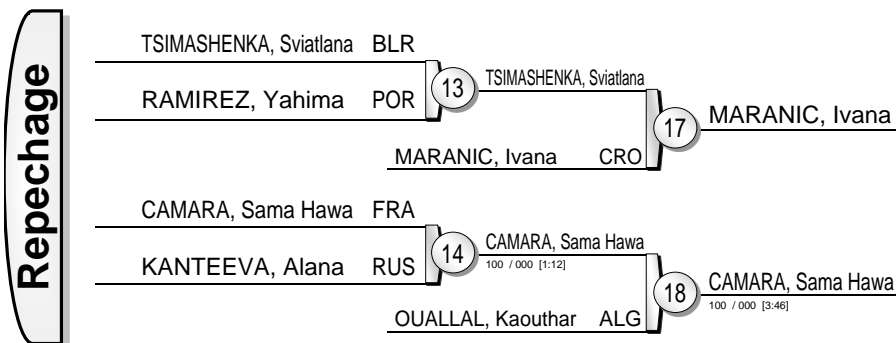 Repechage
TSIMASHENKA, Sviatlana BLR
RAMIREZ, Yahima POR
13
TSIMASHENKA, Sviatlana
MARANIC, Ivana CRO
17
MARANIC, Ivana
CAMARA, Sama Hawa FRA
KANTEEVA, Alana RUS
14
CAMARA, Sama Hawa
100 / 000 [1:12]
OUALLAL, Kaouthar ALG
18
CAMARA, Sama Hawa
100 / 000 [3:46]